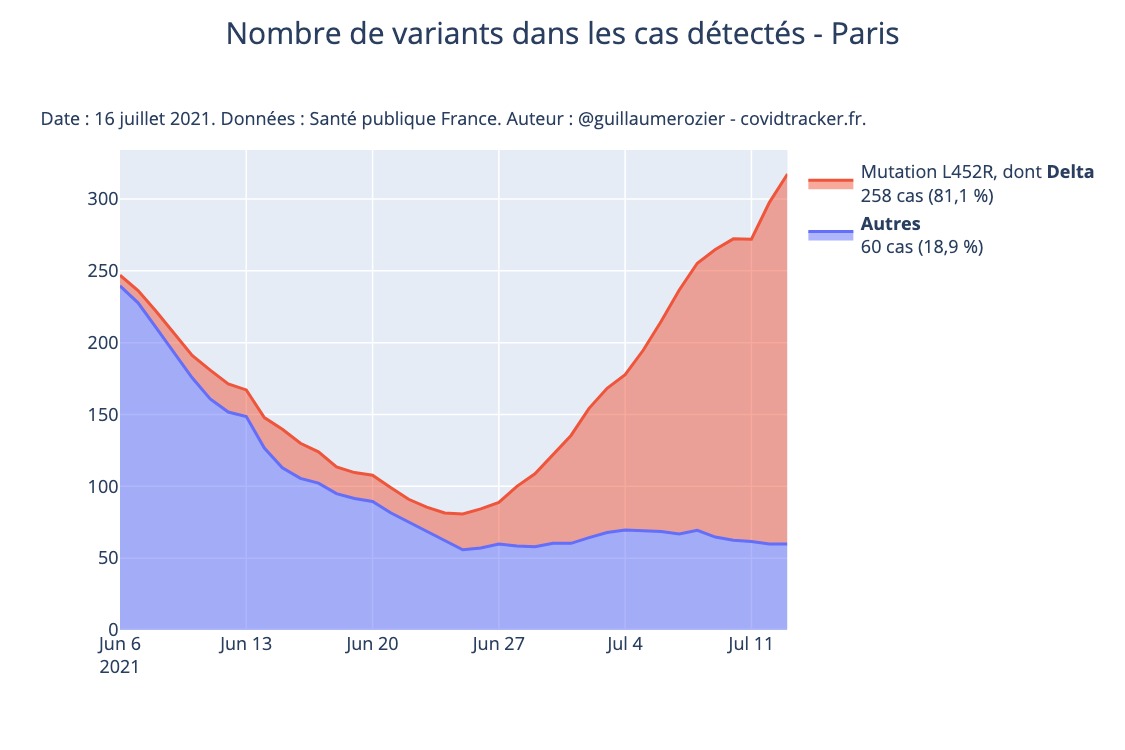 Nombre de variants dans les cas détectés - Paris
Date : 16 juillet 2021. Données : Santé publique France. Auteur : @guillaumerozier - covidtracker.fr.
Mutation L452R, dont Delta
258 cas (81,1 %)
Autres
60 cas (18,9 %)
300
250
200
150
100
50
0
Jun 6
2021
Jun 13
Jun 20
Jun 27
Jul 4
Jul 11